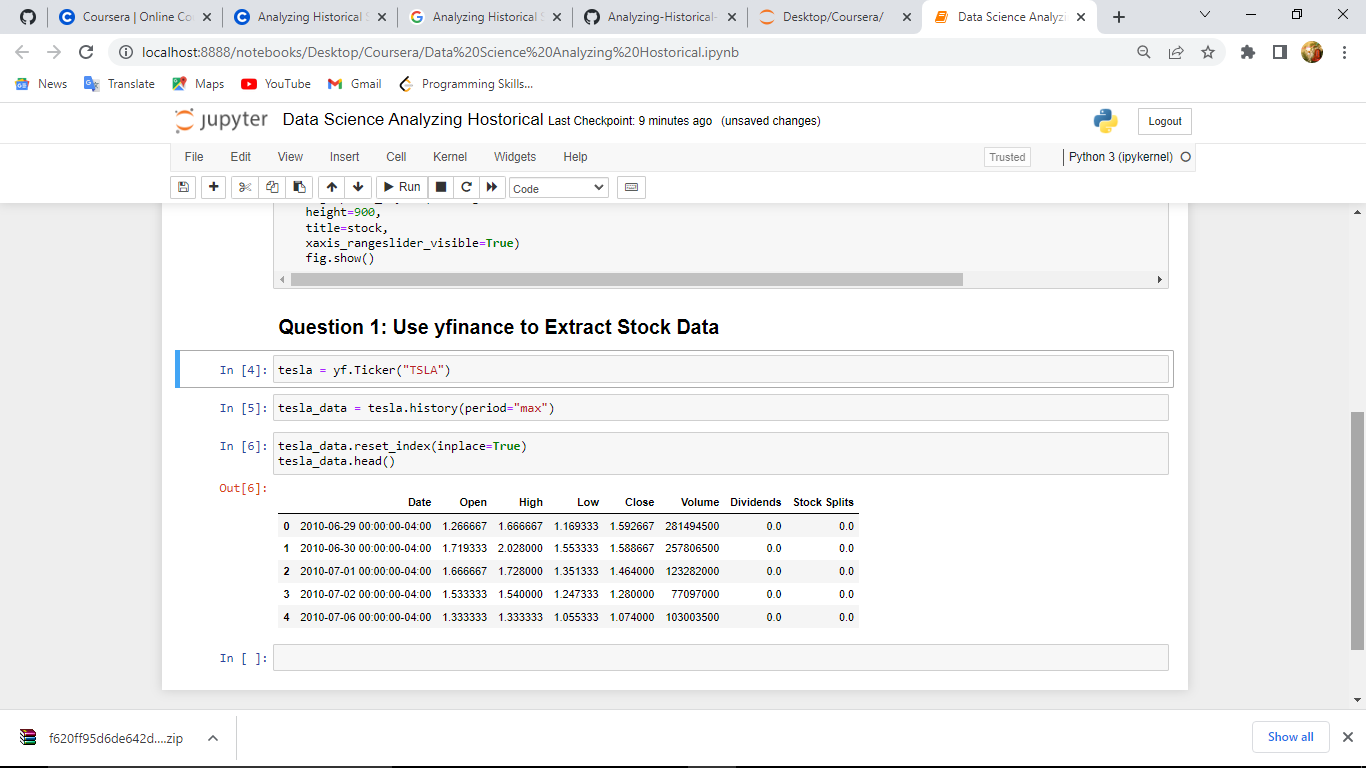 Coursera | Online Co
Analyzing Historical S
Analyzing Historical S
Analyzing-Historical-
Desktop/Coursera/
Data Science Analyzi
localhost:8888/notebooks/Desktop/Coursera/Data%20Science%20Analyzing%20Hostorical.ipynb
News Translate Maps YouTube Gmail Programming Skills...
jupyter Data Science Analyzing Hostorical Last Checkpoint: 9 minutes ago (unsaved changes) Logout
File Edit View Insert Cell Kernel Widgets Help Trusted Python 3 (ipykernel)
Run Code
height=900,
title=stock,
xaxis_rangeslider_visible=True)
fig.show()
Question 1: Use yfinance to Extract Stock Data
In [4]: tesla = yf.Ticker("TSLA")
In [5]: tesla_data = tesla.history(period="max")
In [6]: tesla_data.reset_index(inplace=True)
tesla_data.head()
Out[6]:
Date Open High Low Close Volume Dividends Stock Splits
0 2010-06-29 00:00:00-04:00 1.266667 1.666667 1.169333 1.592667 281494500 0.0 0.0
1 2010-06-30 00:00:00-04:00 1.719333 2.028000 1.553333 1.588667 257806500 0.0 0.0
2 2010-07-01 00:00:00-04:00 1.666667 1.728000 1.351333 1.464000 123282000 0.0 0.0
3 2010-07-02 00:00:00-04:00 1.533333 1.540000 1.247333 1.280000 77097000 0.0 0.0
4 2010-07-06 00:00:00-04:00 1.333333 1.333333 1.055333 1.074000 103003500 0.0 0.0
In [ ]:
f620ff95d6de642d....zip Show all